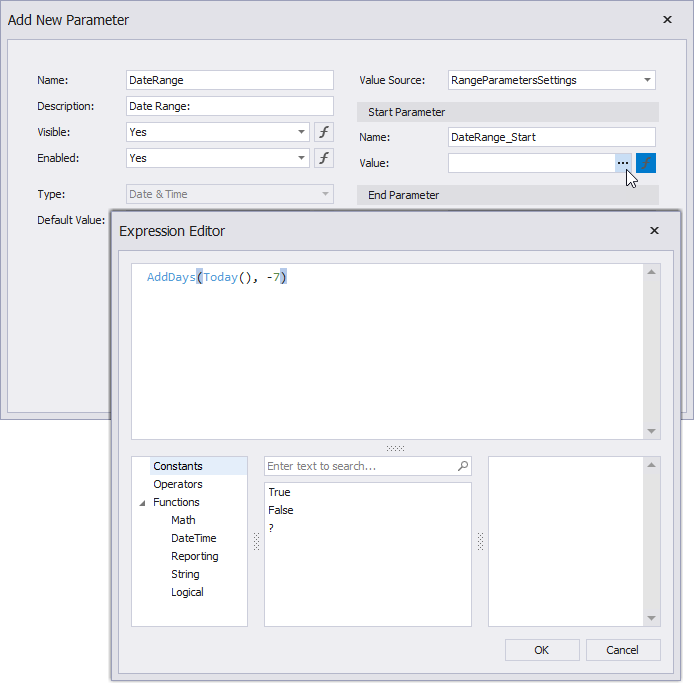 Add New Parameter
Name: DateRange
Description: Date Range:
Visible: Yes
Enabled: Yes
Type: Date & Time
Default Value:
Value Source: RangeParametersSettings
Start Parameter
Name: DateRange_Start
Value: ...
End Parameter
Expression Editor
AddDays(Today(), -7)
Constants
Operators
Functions
Math
DateTime
Reporting
String
Logical
Enter text to search...
True
False
?
OK Cancel